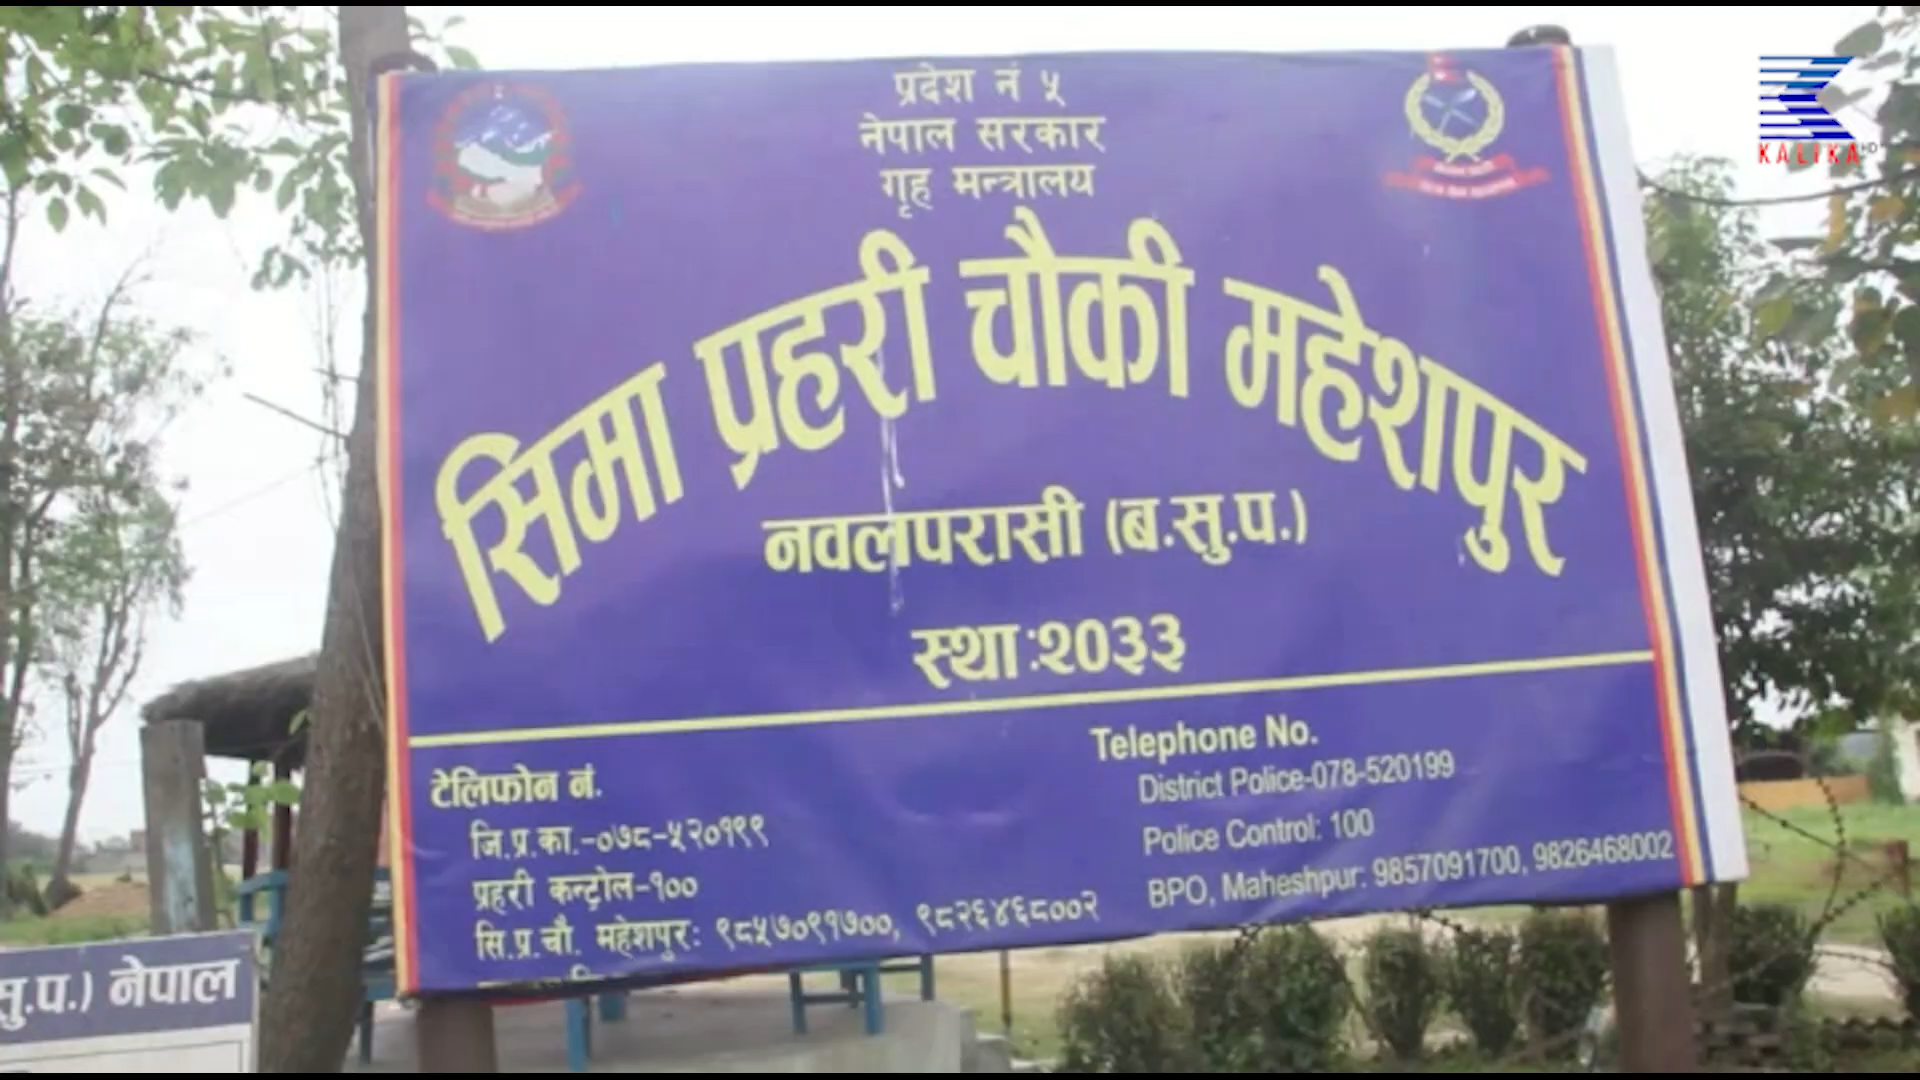 प्रदेश नं ५
नेपाल सरकार
गृह मन्त्रालय
सिमा प्रहरी चौकी महेशपुर
नवलपरासी (ब.सु.प.)
स्था:२०३३
टेलिफोन नं.
जि.प्र.का.-०७८-५२०१९९
प्रहरी कन्ट्रोल-१००
सि.प्र.चौ. महेशपुर: ९८५७०९१७००, ९८२६४६८००२
Telephone No.
District Police-078-520199
Police Control: 100
BPO, Maheshpur: 9857091700, 9826468002
सु.प.) नेपाल
KALIKA HD